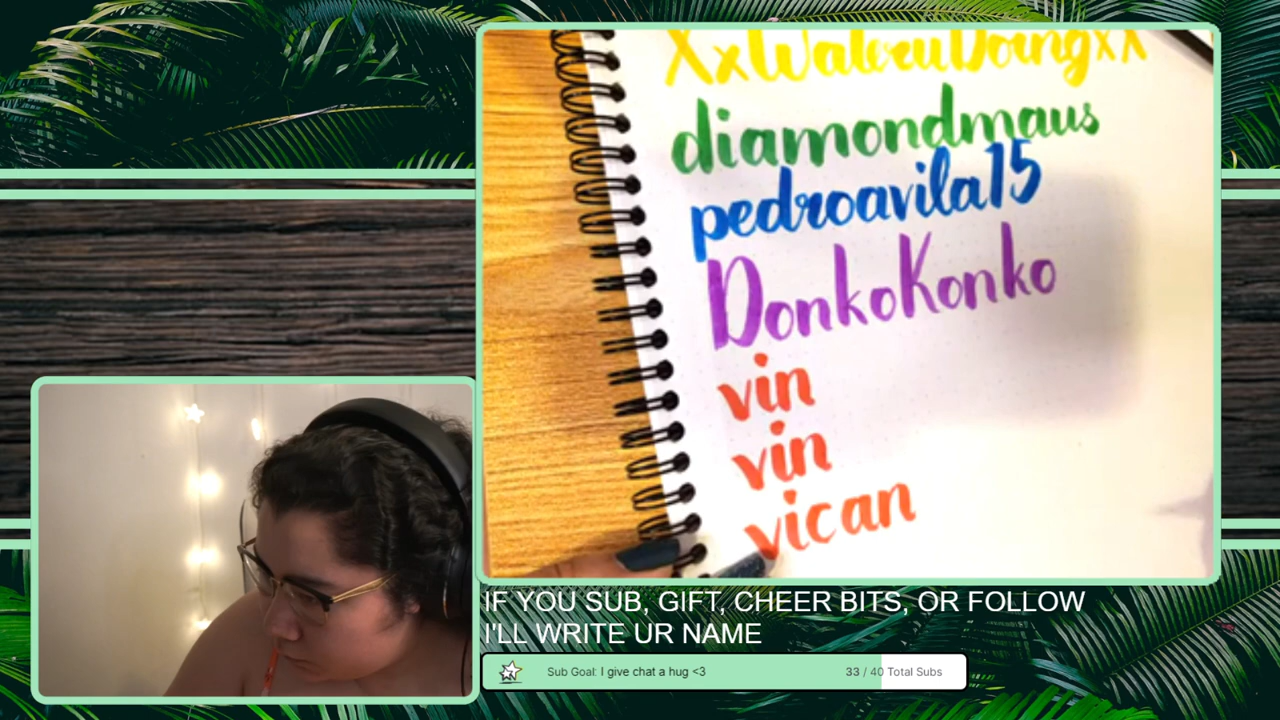 XxWateruDoingxX
diamondmaus
pedroavila15
DonkoKonko
vin
vin
vican
IF YOU SUB, GIFT, CHEER BITS, OR FOLLOW
I'LL WRITE UR NAME
Sub Goal: I give chat a hug <3 33 / 40 Total Subs